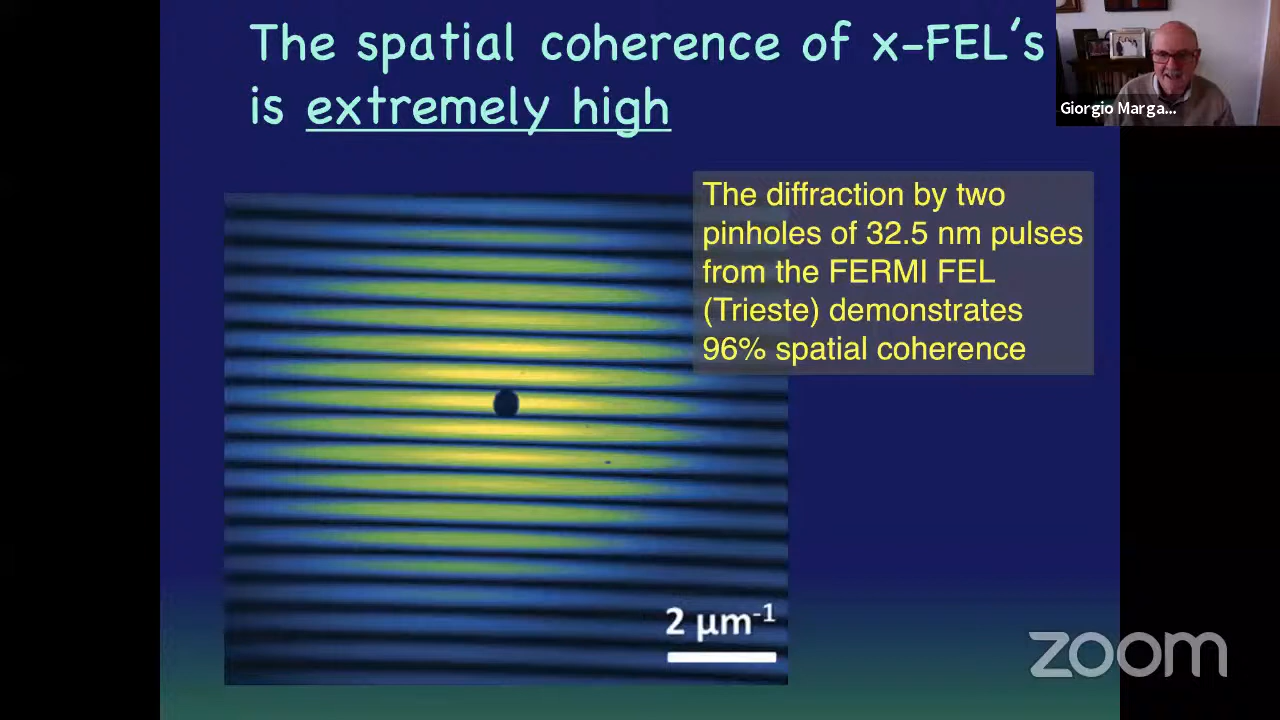 The spatial coherence of x-FEL's
is extremely high
Giorgio Marga...
The diffraction by two
pinholes of 32.5 nm pulses
from the FERMI FEL
(Trieste) demonstrates
96% spatial coherence
2 µm⁻¹
zoom